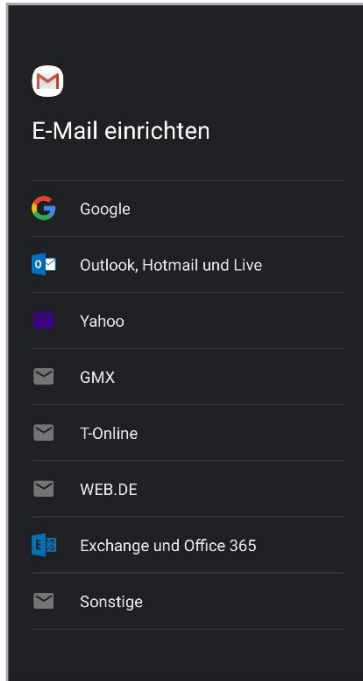 E-Mail einrichten
Google
Outlook, Hotmail und Live
Yahoo
GMX
T-Online
WEB.DE
Exchange und Office 365
Sonstige